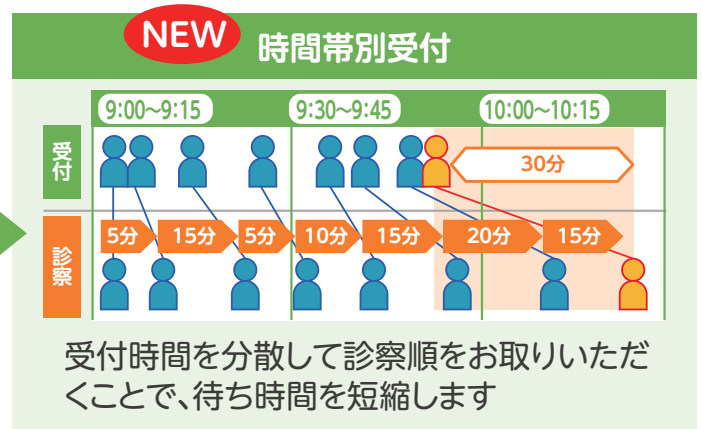 NEW 時間帯別受付
9:00~9:15 9:30~9:45 10:00~10:15
受付
30分
5分 15分 5分 10分 15分 20分 15分
診察
受付時間を分散して診察順をお取りいただ
くことで、待ち時間を短縮します